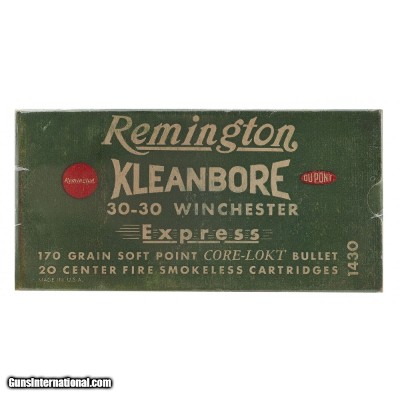 Remington
KLEANBORE
Remington
DU PONT
30-30 WINCHESTER
Express
170 GRAIN SOFT POINT CORE-LOKT BULLET
20 CENTER FIRE SMOKELESS CARTRIDGES
MADE IN U.S.A.
1430
GunsInternational.com